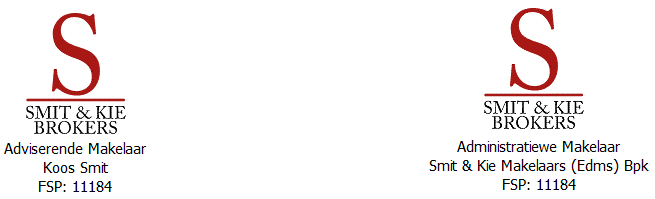 S
SMIT & KIE
BROKERS
Adviserende Makelaar
Koos Smit
FSP: 11184
S
SMIT & KIE
BROKERS
Administratiewe Makelaar
Smit & Kie Makelaars (Edms) Bpk
FSP: 11184